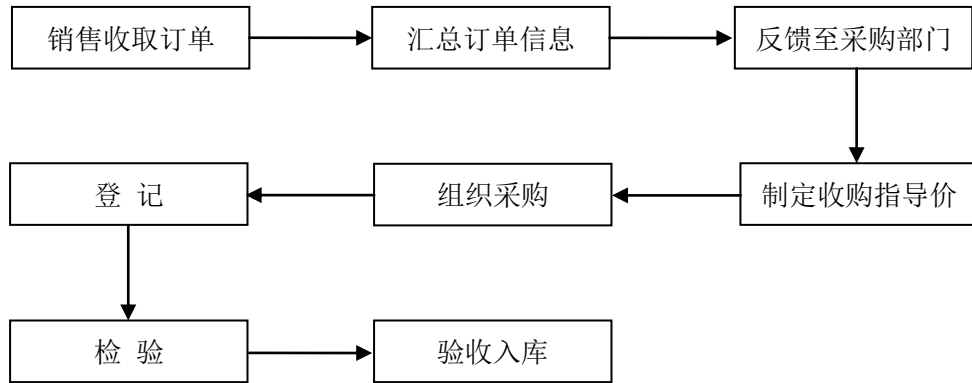 销售收取订单
汇总订单信息
反馈至采购部门
制定收购指导价
组织采购
登 记
检 验
验收入库